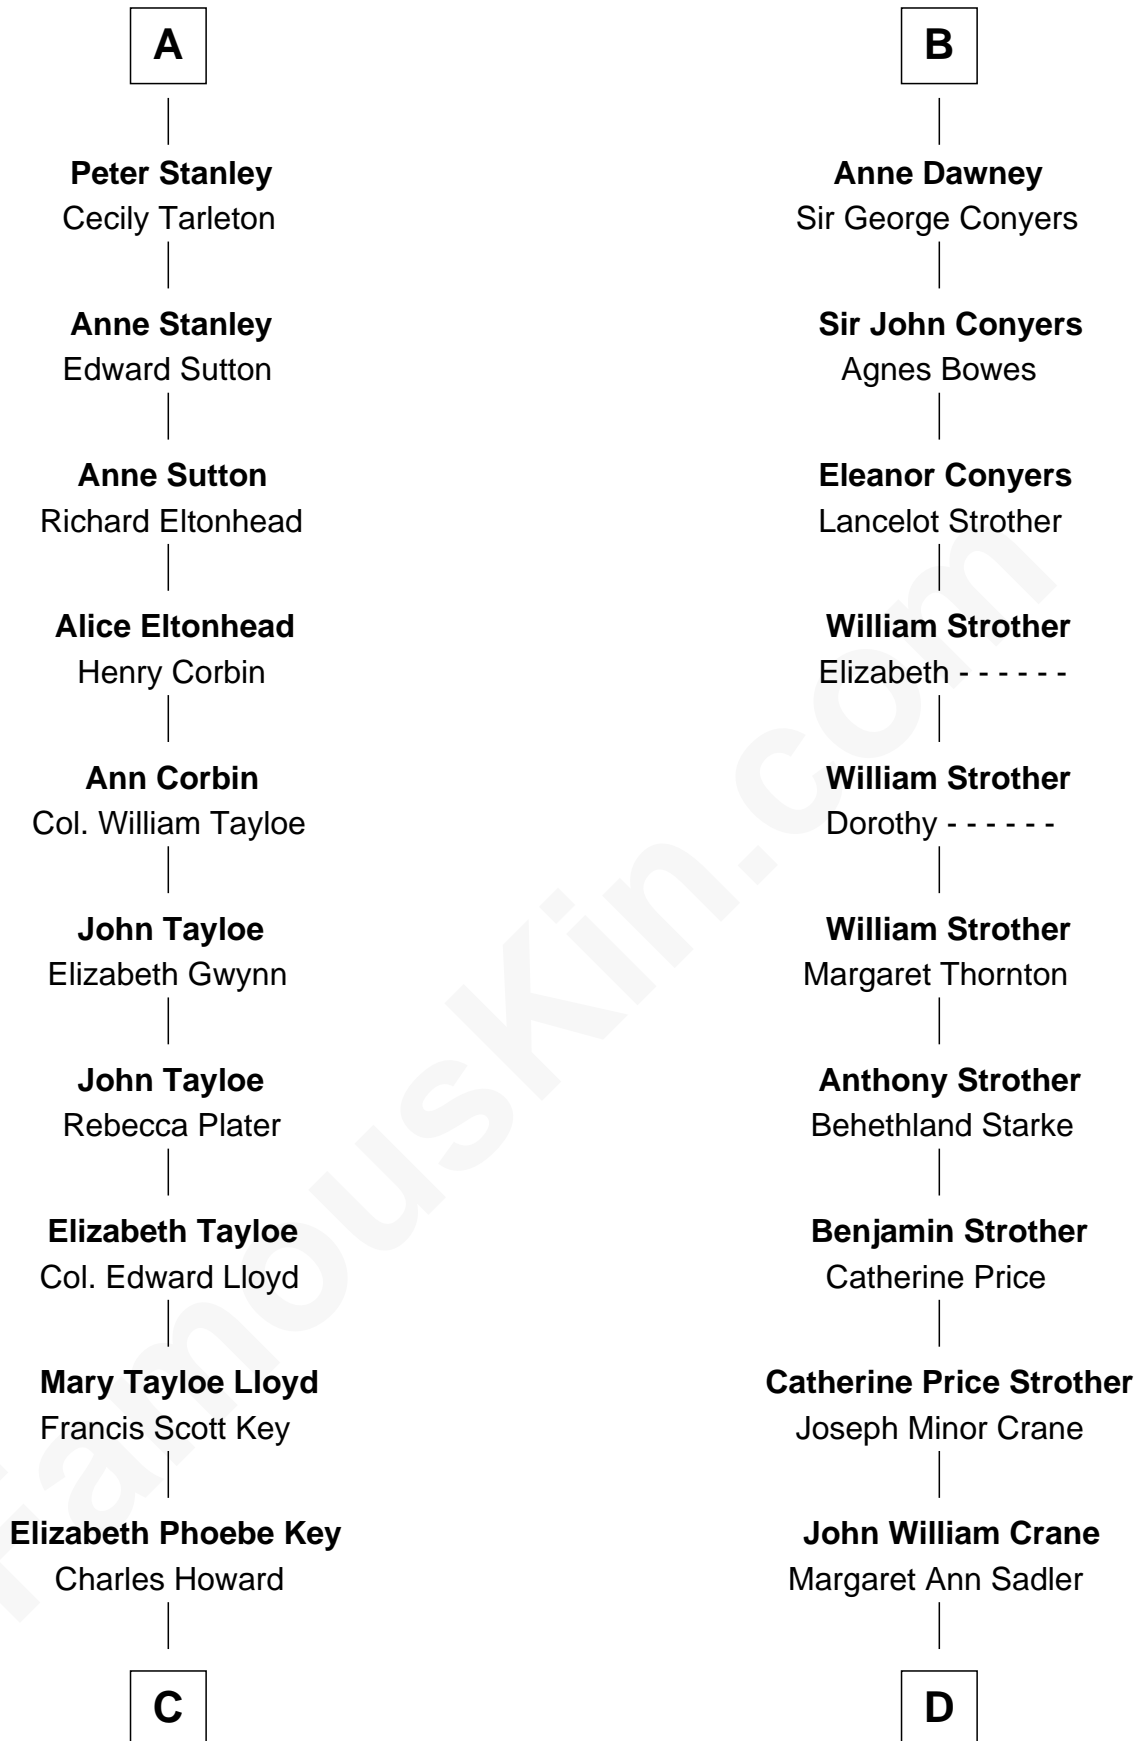 A
Peter Stanley
Cecily Tarleton
Anne Stanley
Edward Sutton
Anne Sutton
Richard Eltonhead
Alice Eltonhead
Henry Corbin
Ann Corbin
Col. William Tayloe
John Tayloe
Elizabeth Gwynn
John Tayloe
Rebecca Plater
Elizabeth Tayloe
Col. Edward Lloyd
Mary Tayloe Lloyd
Francis Scott Key
Elizabeth Phoebe Key
Charles Howard
C
B
Anne Dawney
Sir George Conyers
Sir John Conyers
Agnes Bowes
Eleanor Conyers
Lancelot Strother
William Strother
Elizabeth - - - - - -
William Strother
Dorothy - - - - - -
William Strother
Margaret Thornton
Anthony Strother
Behethland Starke
Benjamin Strother
Catherine Price
Catherine Price Strother
Joseph Minor Crane
John William Crane
Margaret Ann Sadler
D
FamousKin.com